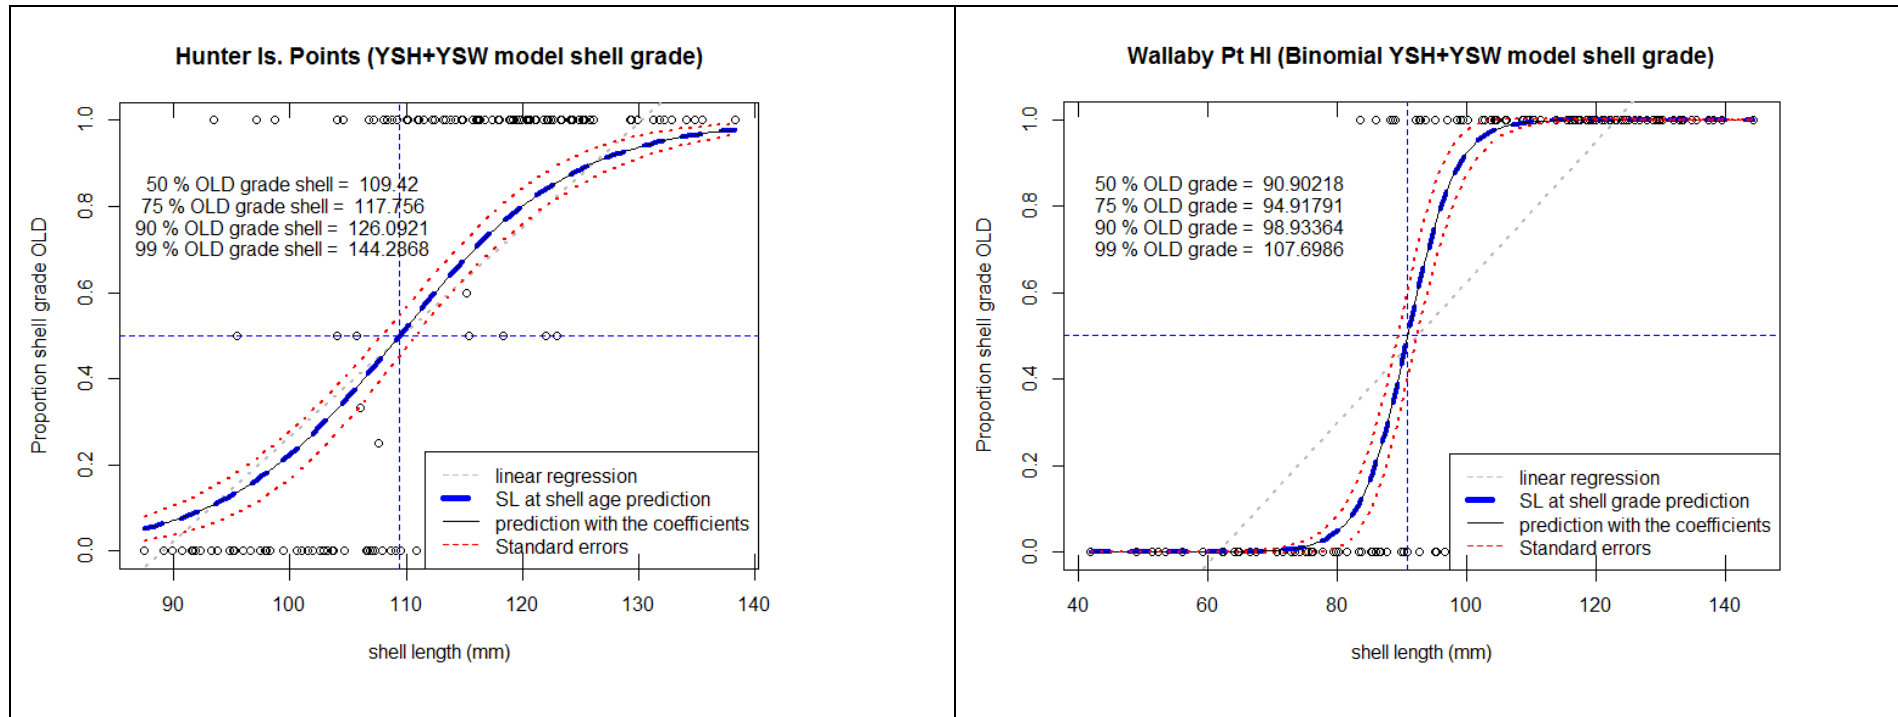 Hunter Is. Points (YSH+YSW model shell grade)
50 % OLD grade shell = 109.42
75 % OLD grade shell = 117.756
90 % OLD grade shell = 126.0921
99 % OLD grade shell = 144.2868
Proportion shell grade OLD
0.0
0.2
0.4
0.6
0.8
1.0
linear regression
SL at shell age prediction
prediction with the coefficients
Standard errors
90
100
110
120
130
140
shell length (mm)
Wallaby Pt HI (Binomial YSH+YSW model shell grade)
50 % OLD grade = 90.90218
75 % OLD grade = 94.91791
90 % OLD grade = 98.93364
99 % OLD grade = 107.6986
Proportion shell grade OLD
0.0
0.2
0.4
0.6
0.8
1.0
linear regression
SL at shell grade prediction
prediction with the coefficients
Standard errors
40
60
80
100
120
140
shell length (mm)